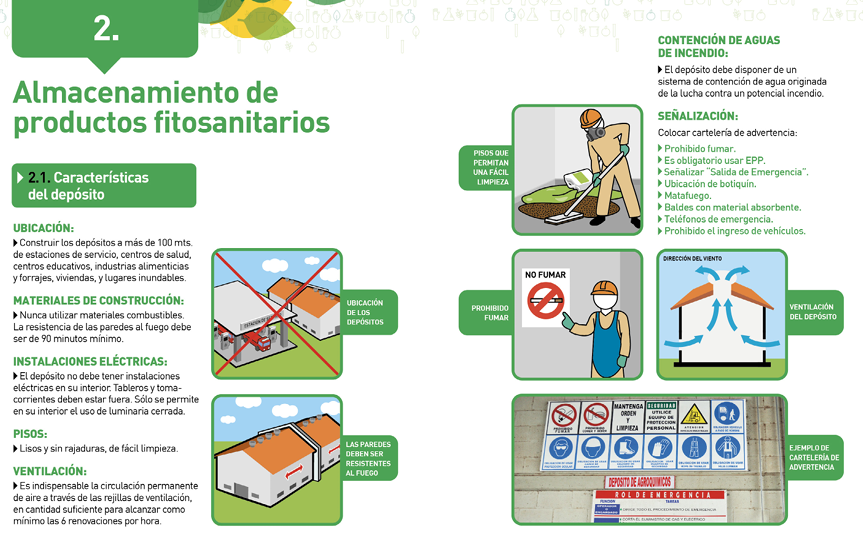 2.
Almacenamiento de
productos fitosanitarios
2.1. Características
del depósito
UBICACIÓN:
Construir los depósitos a más de 100 mts.
de estaciones de servicio, centros de salud,
centros educativos, industrias alimenticias
y forrajes, viviendas, y lugares inundables.
MATERIALES DE CONSTRUCCIÓN:
Nunca utilizar materiales combustibles.
La resistencia de las paredes al fuego debe
ser de 90 minutos mínimo.
INSTALACIONES ELÉCTRICAS:
El depósito no debe tener instalaciones
eléctricas en su interior. Tableros y toma-
corrientes deben estar fuera. Sólo se permite
en su interior el uso de luminaria cerrada.
PISOS:
Lisos y sin rajaduras, de fácil limpieza.
VENTILACIÓN:
Es indispensable la circulación permanente
de aire a través de las rejillas de ventilación,
en cantidad suficiente para alcanzar como
mínimo las 6 renovaciones por hora.
UBICACIÓN
DE LOS
DEPÓSITOS
LAS PAREDES
DEBEN SER
RESISTENTES
AL FUEGO
PISOS QUE
PERMITAN
UNA FÁCIL
LIMPIEZA
PROHIBIDO
FUMAR
NO FUMAR
CONTENCIÓN DE AGUAS
DE INCENDIO:
El depósito debe disponer de un
sistema de contención de agua originada
de la lucha contra un potencial incendio.
SEÑALIZACIÓN:
Colocar cartelería de advertencia:
Prohibido fumar.
Es obligatorio usar EPP.
Señalizar "Salida de Emergencia".
Ubicación de botiquín.
Matafuego.
Baldes con material absorbente.
Teléfonos de emergencia.
Prohibido el ingreso de vehículos.
DIRECCIÓN DEL VIENTO
VENTILACIÓN
DEL DEPÓSITO
MANTENGA
ORDEN
Y
LIMPIEZA
SEGURIDAD
UTILICE
EQUIPO DE
PROTECCION
PERSONAL
DEPOSITO DE AGROQUIMICOS
ROL DE EMERGENCIA
EJEMPLO DE
CARTELERÍA DE
ADVERTENCIA